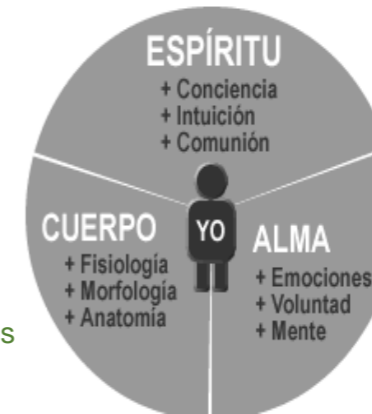 ESPÍRITU
+ Conciencia
+ Intuición
+ Comunión
YO
CUERPO
+ Fisiología
+ Morfología
+ Anatomía
ALMA
+ Emociones
+ Voluntad
+ Mente
s